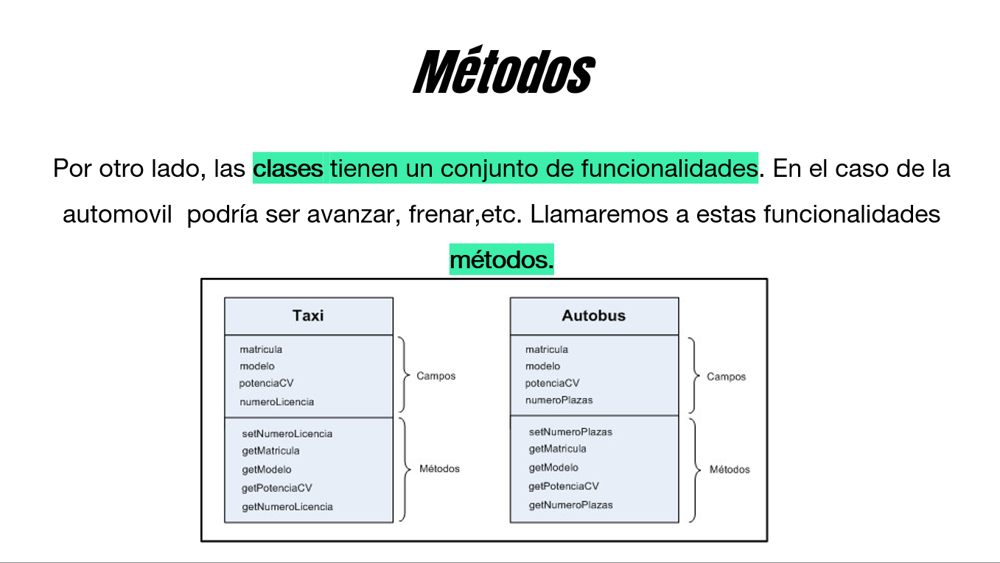 Métodos
Por otro lado, las clases tienen un conjunto de funcionalidades. En el caso de la
automovil  podría ser avanzar, frenar,etc. Llamaremos a estas funcionalidades
métodos.
Taxi
matricula
modelo
potenciaCV
numeroLicencia
Campos
setNumeroLicencia
getMatricula
getModelo
getPotenciaCV
getNumeroLicencia
Métodos
Autobus
matricula
modelo
potenciaCV
numeroPlazas
Campos
setNumeroPlazas
getMatricula
getModelo
getPotenciaCV
getNumeroPlazas
Métodos